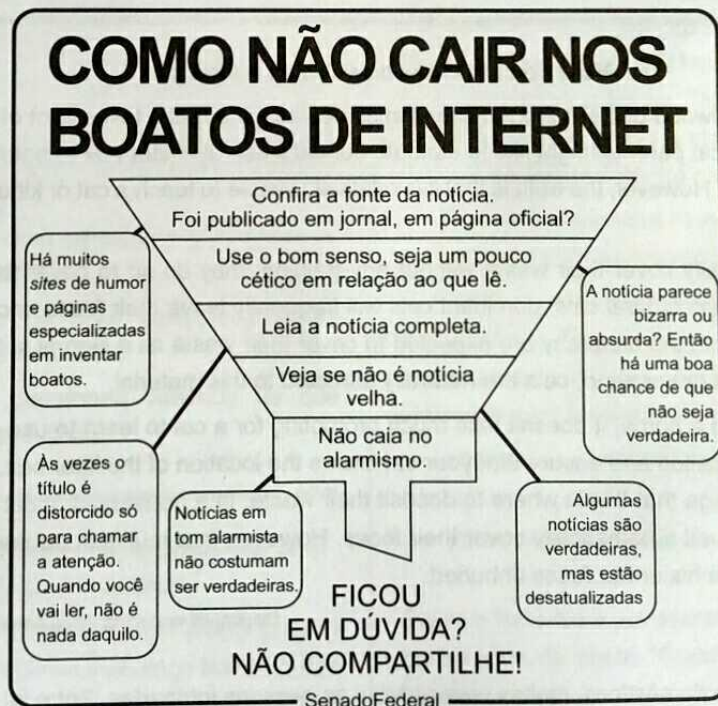 COMO NÃO CAIR NOS
BOATOS DE INTERNET
Confira a fonte da notícia.
Foi publicado em jornal, em página oficial?
Há muitos
sites de humor
e páginas
especializadas
em inventar
boatos.
Use o bom senso, seja um pouco
cético em relação ao que lê.
A notícia parece
bizarra ou
absurda? Então
há uma boa
chance de que
não seja
verdadeira.
Leia a notícia completa.
Às vezes o
título é
distorcido só
para chamar
a atenção.
Quando você
vai ler, não é
nada daquilo.
Veja se não é notícia
velha.
Algumas
notícias são
verdadeiras,
mas estão
desatualizadas
Não caia no
alarmismo.
Notícias em
tom alarmista
não costumam
ser verdadeiras.
FICOU
EM DÚVIDA?
NÃO COMPARTILHE!
SenadoFederal